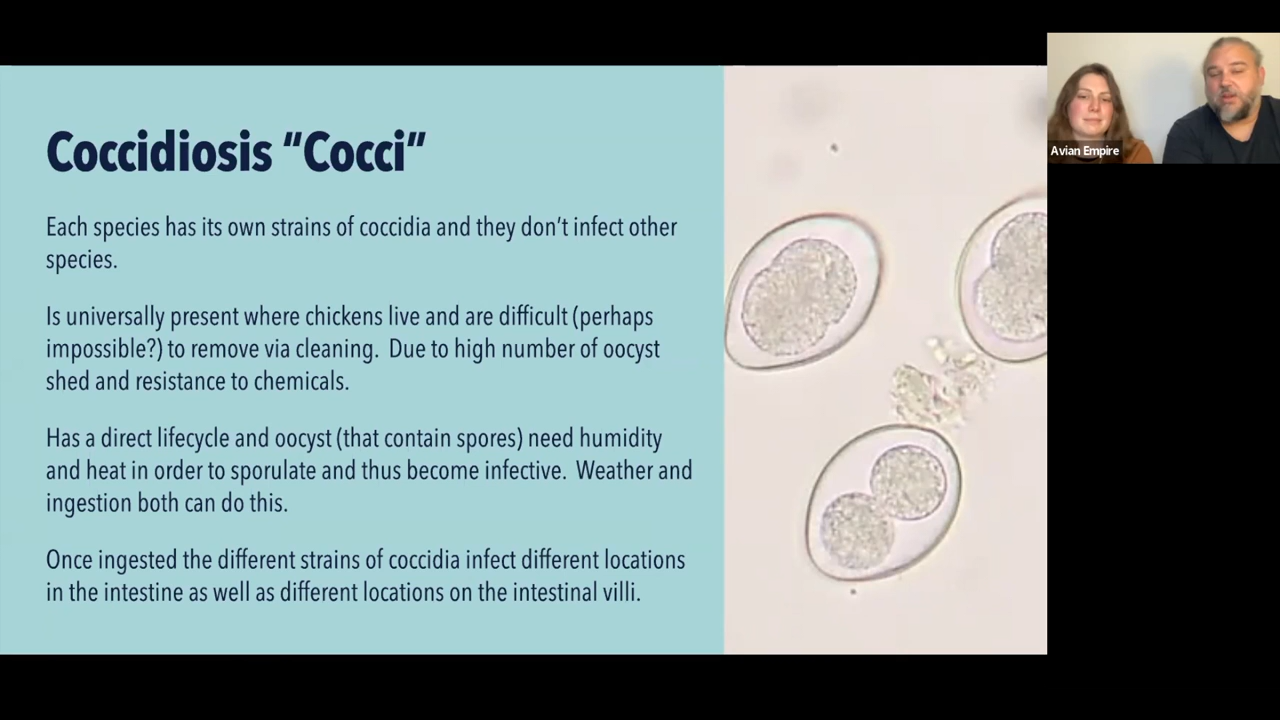 Coccidiosis “Cocci”
Each species has its own strains of coccidia and they don’t infect other
species.
Is universally present where chickens live and are difficult (perhaps
impossible?) to remove via cleaning.  Due to high number of oocyst
shed and resistance to chemicals.
Has a direct lifecycle and oocyst (that contain spores) need humidity
and heat in order to sporulate and thus become infective.  Weather and
ingestion both can do this.
Once ingested the different strains of coccidia infect different locations
in the intestine as well as different locations on the intestinal villi.
Avian Empire